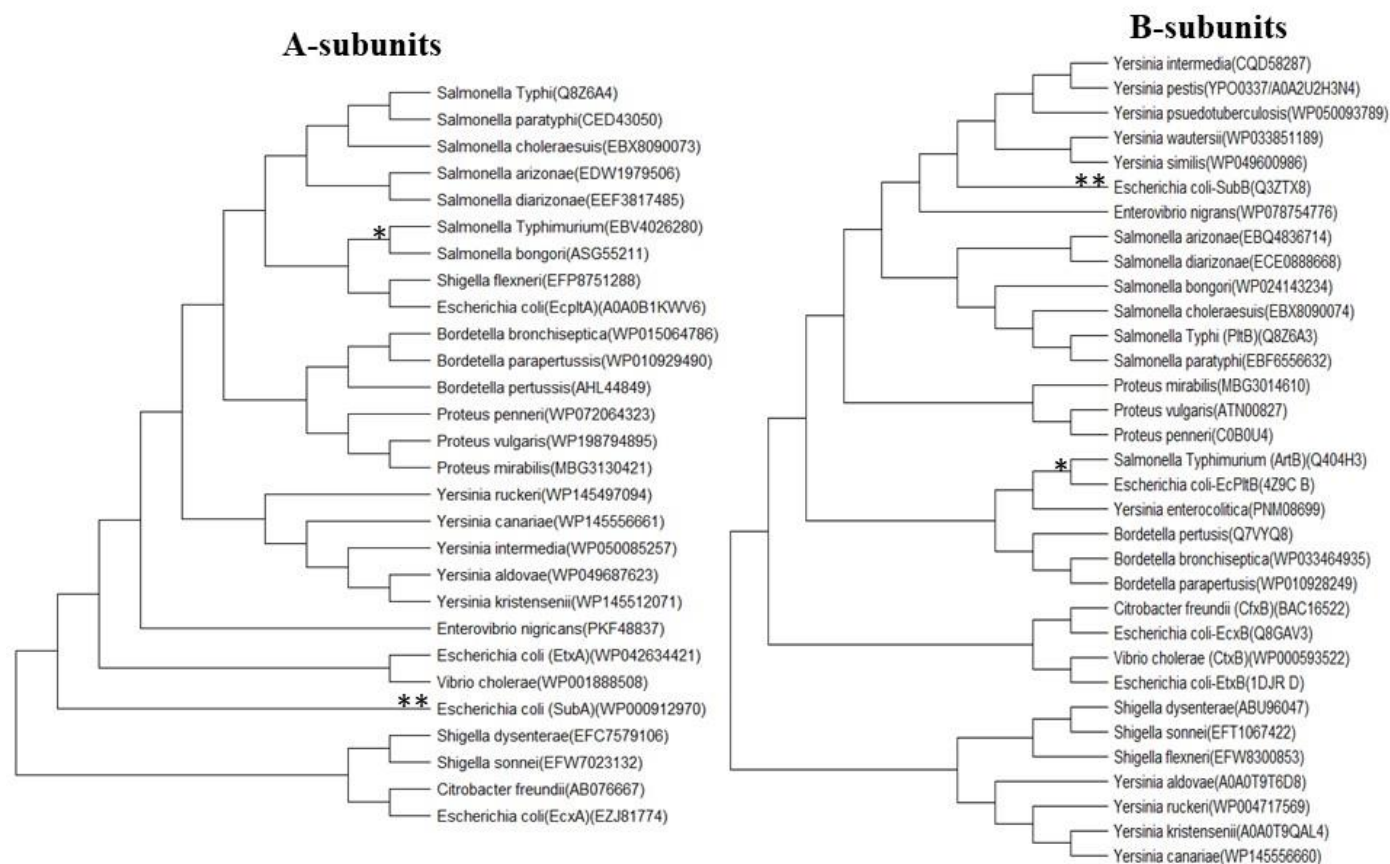 A-subunits
Salmonella Typhi(Q8Z6A4)
Salmonella paratyphi(CED43050)
Salmonella choleraesuis(EBX8090073)
Salmonella arizonae(EDW1979506)
Salmonella diarizonae(EEF3817485)
*
Salmonella Typhimurium(EBV4026280)
Salmonella bongori(ASG55211)
Shigella flexneri(EFP8751288)
Escherichia coli(EcpltA)(A0A0B1KWV6)
Bordetella bronchiseptica(WP015064786)
Bordetella parapertussis(WP010929490)
Bordetella pertussis(AHL44849)
Proteus penneri(WP072064323)
Proteus vulgaris(WP198794895)
Proteus mirabilis(MBG3130421)
Yersinia ruckeri(WP145497094)
Yersinia canariae(WP145556661)
Yersinia intermedia(WP050085257)
Yersinia aldovae(WP049687623)
Yersinia kristensenii(WP145512071)
Enterovibrio nigricans(PKF48837)
Escherichia coli (EtxA)(WP042634421)
Vibrio cholerae(WP001888508)
** Escherichia coli (SubA)(WP000912970)
Shigella dysenterae(EFC7579106)
Shigella sonnei(EFW7023132)
Citrobacter freundii(AB076667)
Escherichia coli(EcxA)(EZJ81774)
B-subunits
Yersinia intermedia(CQD58287)
Yersinia pestis(YPO0337/A0A2U2H3N4)
Yersinia psuedotuberculosis(WP050093789)
Yersinia wautersii(WP033851189)
Yersinia similis(WP049600986)
** Escherichia coli-SubB(Q3ZTX8)
Enterovibrio nigrans(WP078754776)
Salmonella arizonae(EBQ4836714)
Salmonella diarizonae(ECE0888668)
Salmonella bongori(WP024143234)
Salmonella choleraesuis(EBX8090074)
Salmonella Typhi (PltB)(Q8Z6A3)
Salmonella paratyphi(EBF6556632)
Proteus mirabilis(MBG3014610)
Proteus vulgaris(ATN00827)
Proteus penneri(C0B0U4)
*
Salmonella Typhimurium (ArtB)(Q404H3)
Escherichia coli-EcPltB(4Z9C B)
Yersinia enterocolitica(PNM08699)
Bordetella pertusis(Q7VYQ8)
Bordetella bronchiseptica(WP033464935)
Bordetella parapertusis(WP010928249)
Citrobacter freundii (CfxB)(BAC16522)
Escherichia coli-EcxB(Q8GAV3)
Vibrio cholerae (CtxB)(WP000593522)
Escherichia coli-EtxB(1DJR D)
Shigella dysenterae(ABU96047)
Shigella sonnei(EFT1067422)
Shigella flexneri(EFW8300853)
Yersinia aldovae(A0A0T9T6D8)
Yersinia ruckeri(WP004717569)
Yersinia kristensenii(A0A0T9QAL4)
Yersinia canariae(WP145556660)